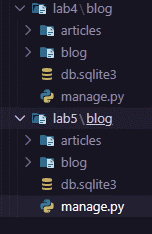 lab4\blog
articles
blog
db.sqlite3
manage.py
lab5\blog
articles
blog
db.sqlite3
manage.py